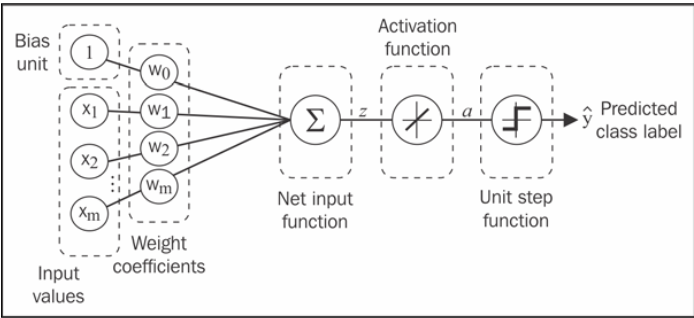 Bias
unit
1
x1
x2
⋮
xm
Input
values
w0
w1
w2
wm
Weight
coefficients
Σ
Net input
function
z
Activation
function
a
Unit step
function
ŷ
Predicted
class label